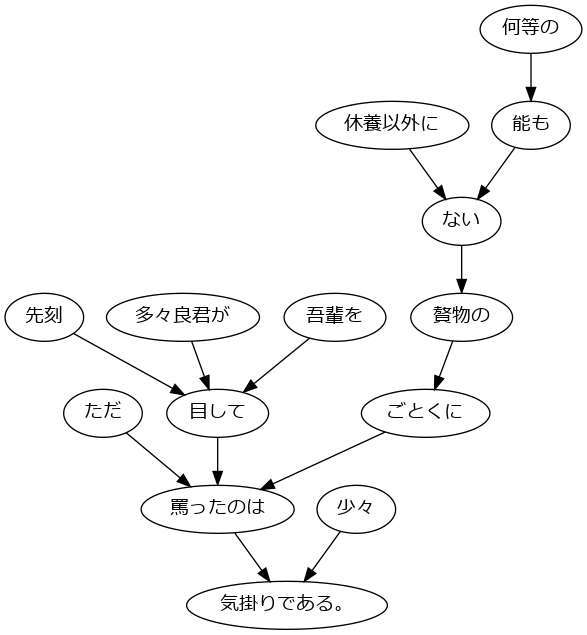 何等の
休養以外に
能も
ない
先刻
多々良君が
吾輩を
贅物の
ただ
目して
ごとくに
罵ったのは
少々
気掛りである。